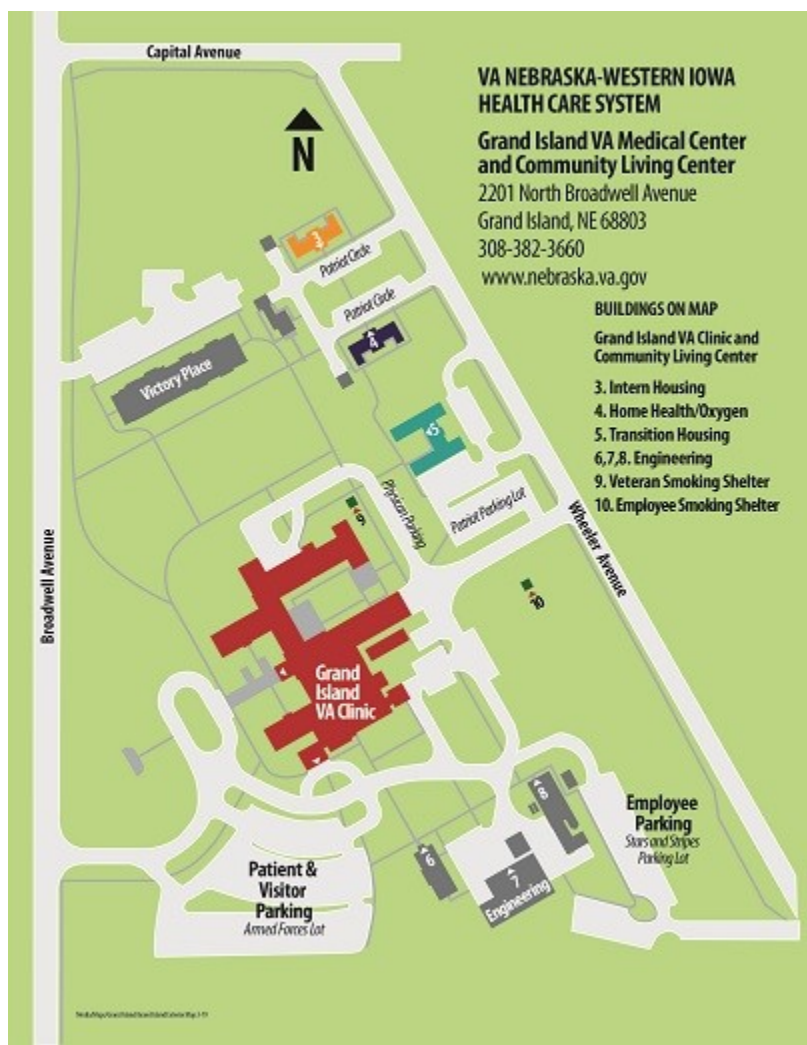 Capital Avenue
VA NEBRASKA-WESTERN IOWA
HEALTH CARE SYSTEM
Grand Island VA Medical Center
and Community Living Center
2201 North Broadwell Avenue
Grand Island, NE 68803
308-382-3660
www.nebraska.va.gov
BUILDINGS ON MAP
Grand Island VA Clinic and
Community Living Center
3. Intern Housing
4. Home Health/Oxygen
5. Transition Housing
6,7,8. Engineering
9. Veteran Smoking Shelter
10. Employee Smoking Shelter
N
3
Patriot Circle
Patriot Circle
4
Victory Place
5
Physican Parking
Patriot Parking Lot
Wheeler Avenue
9
10
Broadwell Avenue
Grand
Island
VA Clinic
8
6
7
Engineering
Employee
Parking
Stars and Stripes
Parking Lot
Patient &
Visitor
Parking
Armed Forces Lot